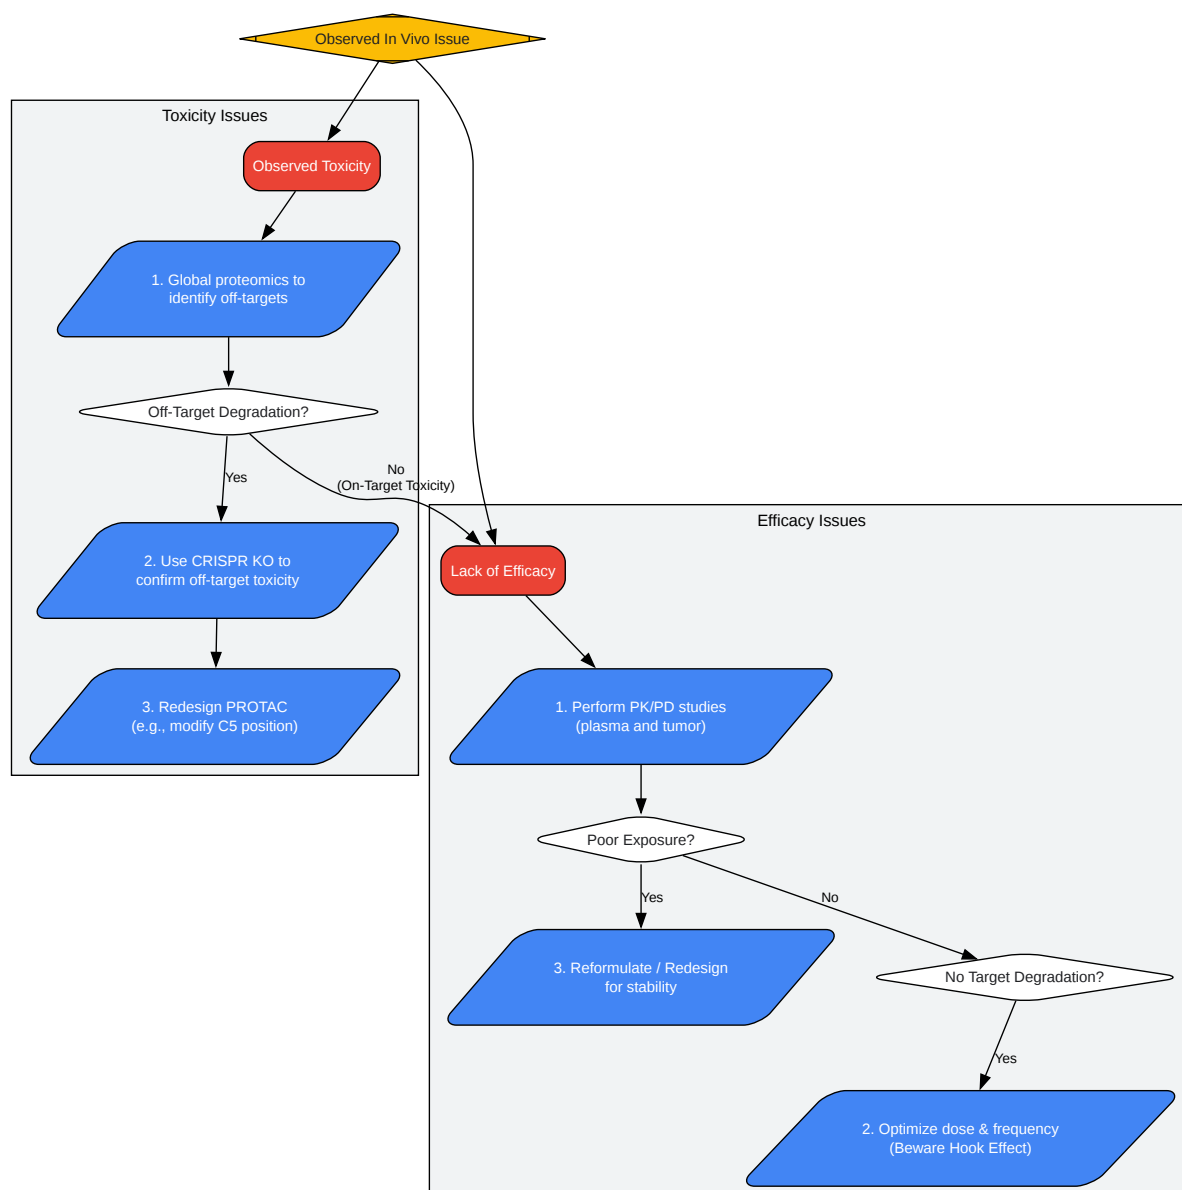 Observed In Vivo Issue
Toxicity Issues
Observed Toxicity
1. Global proteomics to
identify off-targets
Off-Target Degradation?
Yes
No
(On-Target Toxicity)
2. Use CRISPR KO to
confirm off-target toxicity
3. Redesign PROTAC
(e.g., modify C5 position)
Efficacy Issues
Lack of Efficacy
1. Perform PK/PD studies
(plasma and tumor)
Poor Exposure?
Yes
No
3. Reformulate / Redesign
for stability
No Target Degradation?
Yes
2. Optimize dose & frequency
(Beware Hook Effect)